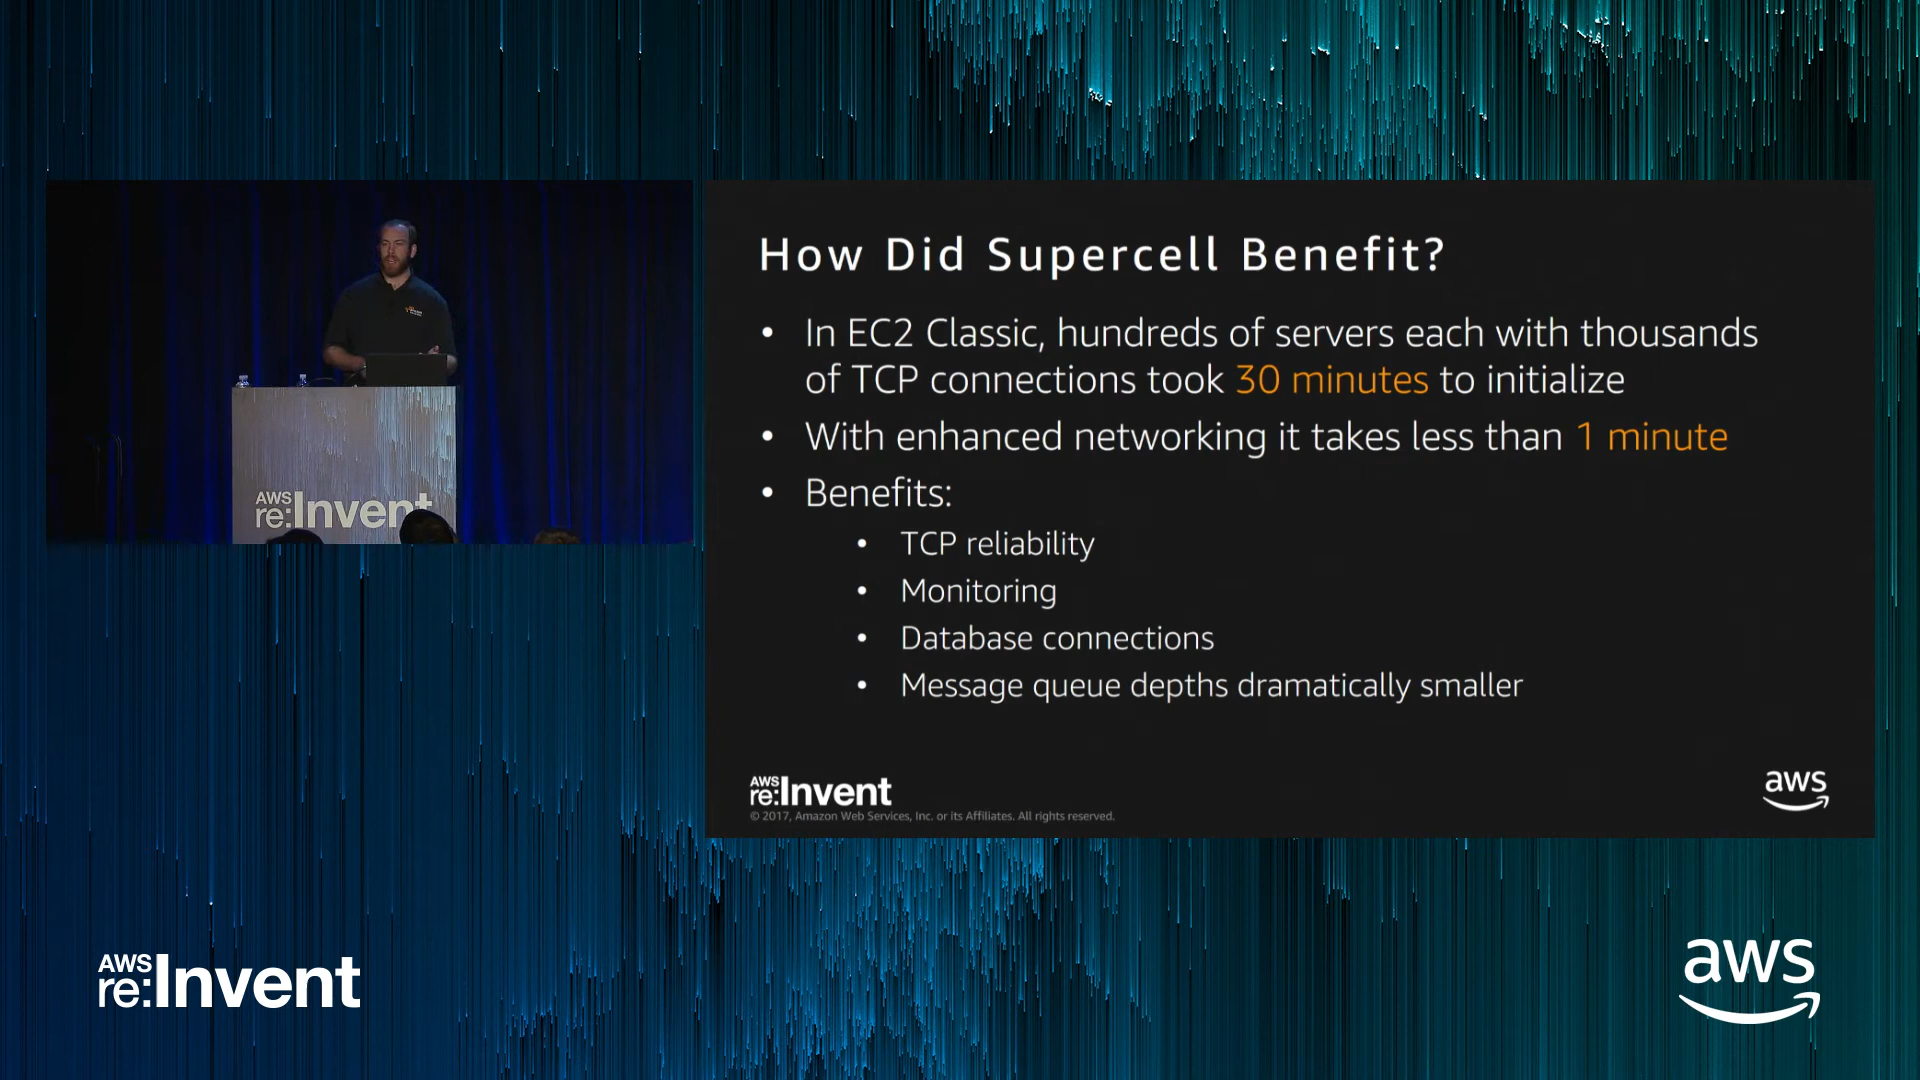 How Did Supercell Benefit?
• In EC2 Classic, hundreds of servers each with thousands
of TCP connections took 30 minutes to initialize
• With enhanced networking it takes less than 1 minute
• Benefits:
• TCP reliability
• Monitoring
• Database connections
• Message queue depths dramatically smaller
AWS
re:Invent
© 2017, Amazon Web Services, Inc. or its Affiliates. All rights reserved.
aws
AWS
re:Invent
AWS
re:Invent
aws